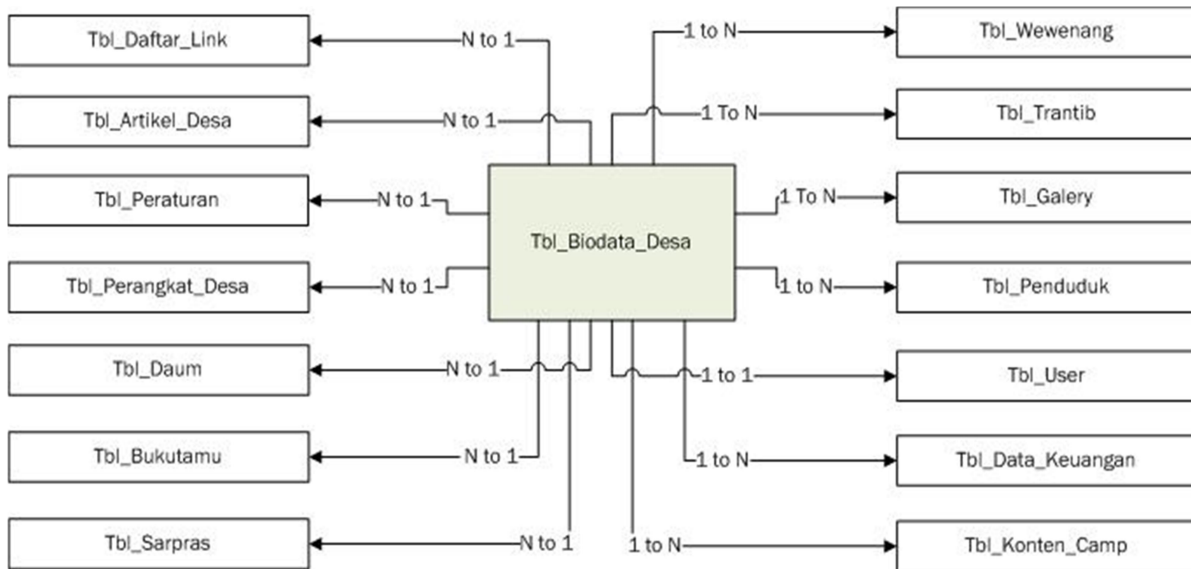 Tbl_Daftar_Link
N to 1
1 to N
Tbl_Wewenang
Tbl_Artikel_Desa
N to 1
1 To N
Tbl_Trantib
Tbl_Peraturan
N to 1
1 To N
Tbl_Galery
Tbl_Biodata_Desa
Tbl_Perangkat_Desa
N to 1
1 to N
Tbl_Penduduk
Tbl_Daum
N to 1
1 to 1
Tbl_User
Tbl_Bukutamu
N to 1
1 to N
Tbl_Data_Keuangan
Tbl_Sarpras
N to 1
1 to N
Tbl_Konten_Camp